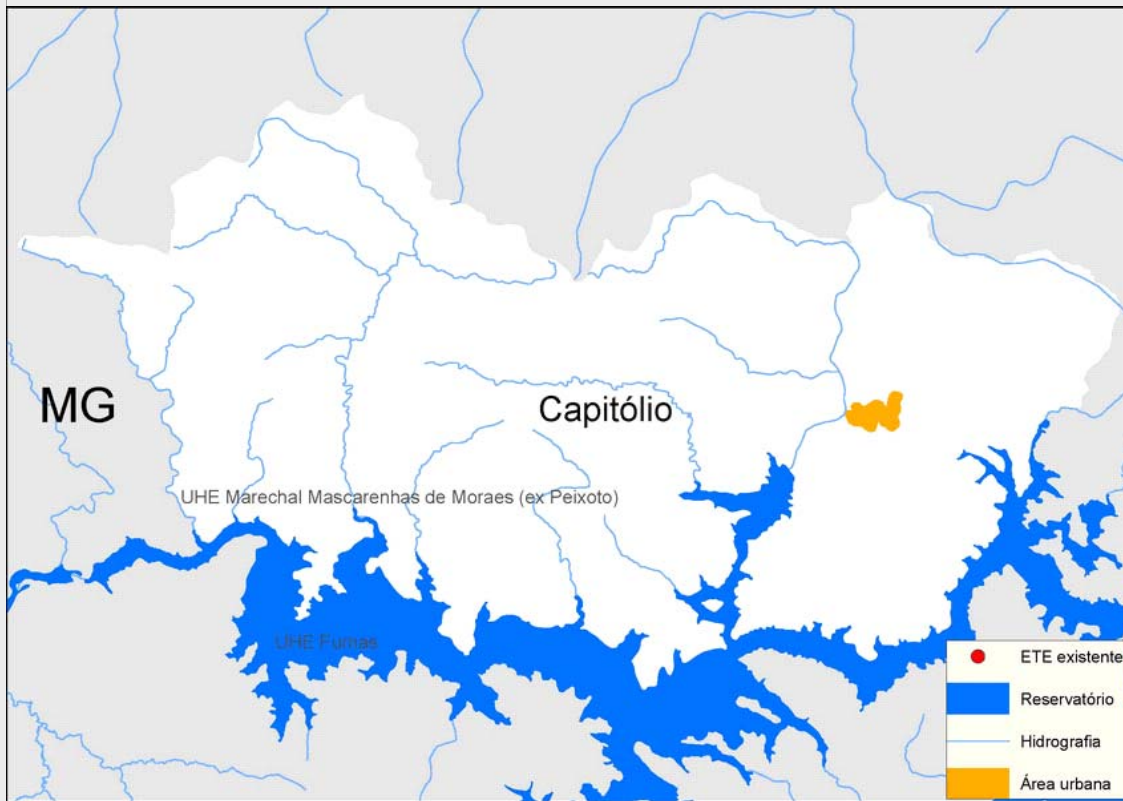 MG
Capitólio
UHE Marechal Mascarenhas de Moraes (ex Peixoto)
UHE Furnas
ETE existente
Reservatório
Hidrografia
Área urbana